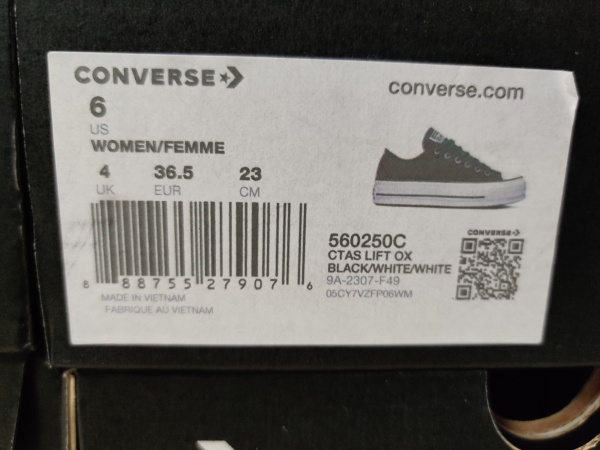 CONVERSE
converse.com
6
US
WOMEN/FEMME
4 36.5 23
UK EUR CM
CONVERSE
560250C
CTAS LIFT OX
BLACK/WHITE/WHITE
9A-2307-F49
05CY7VZFP06WM
8 88755 27907 6
MADE IN VIETNAM
FABRIQUE AU VIETNAM